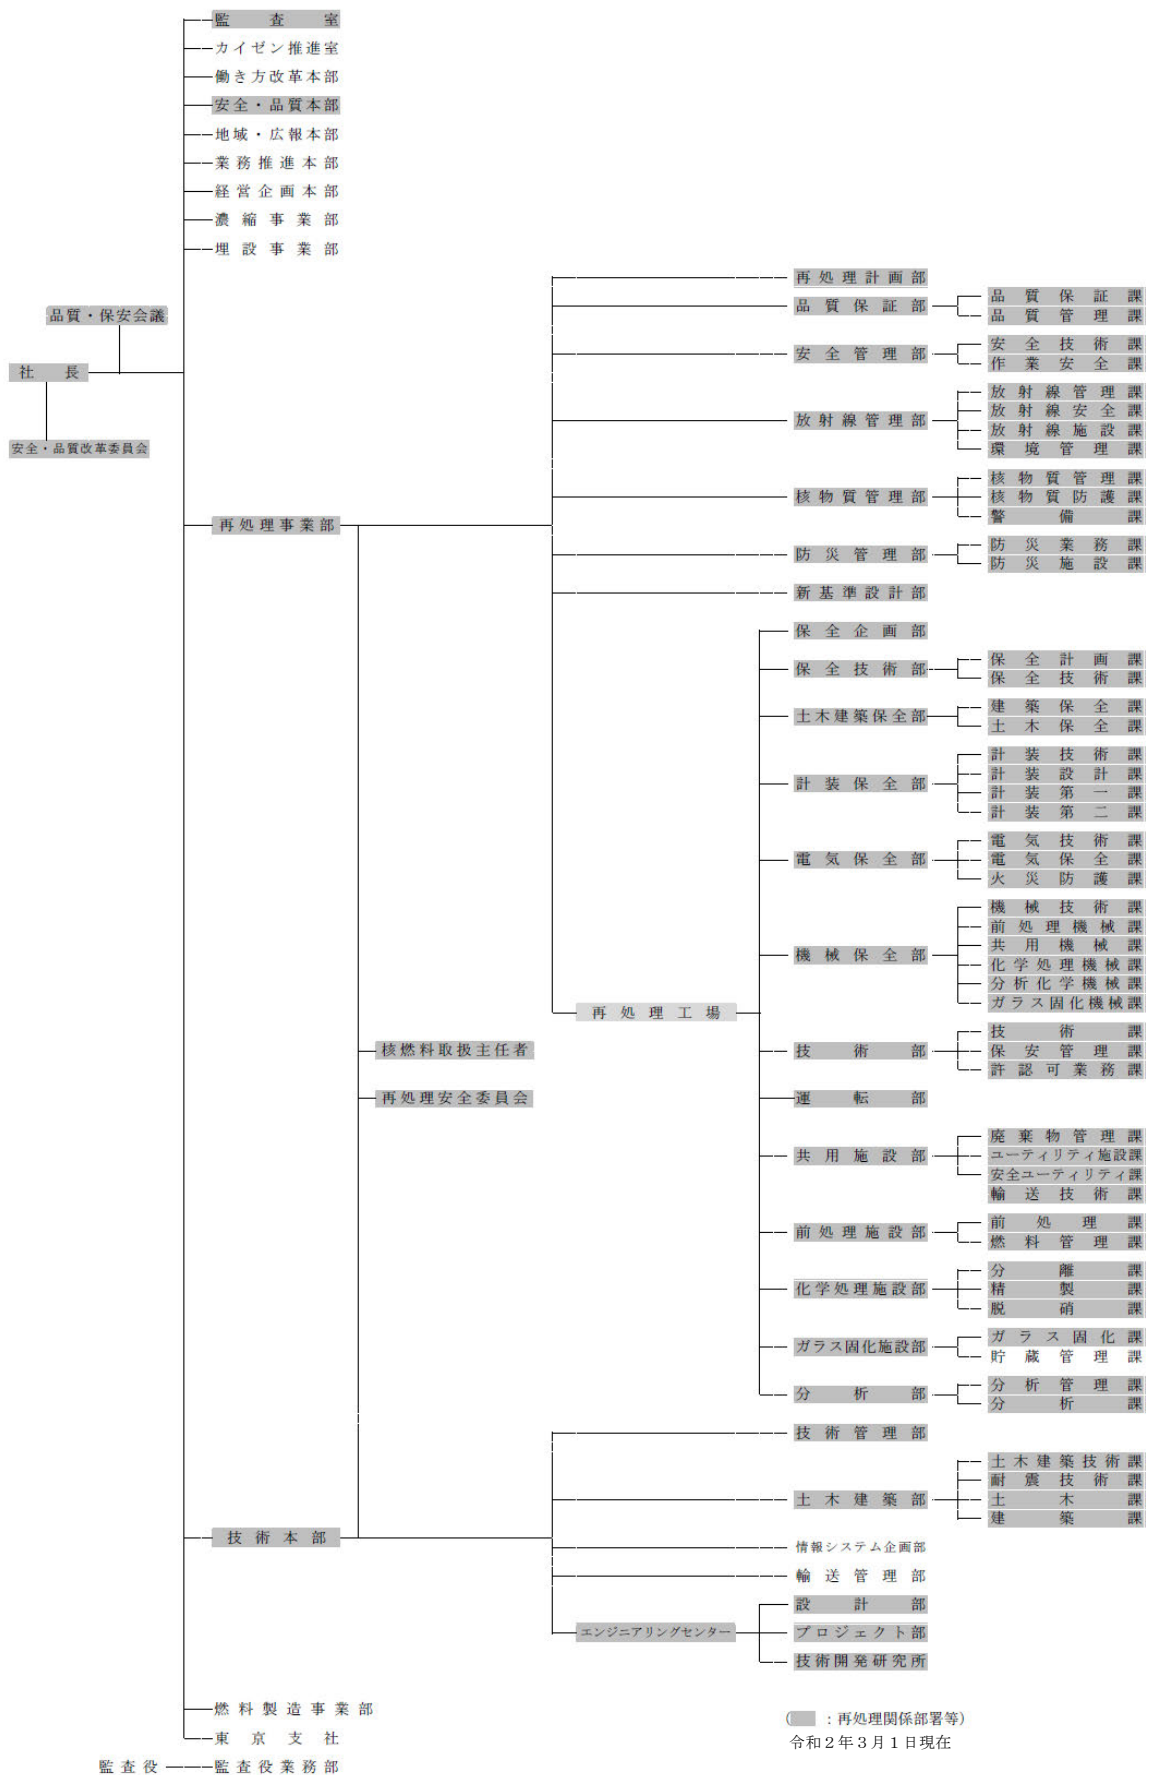 監査室
カイゼン推進室
働き方改革本部
安全・品質本部
地域・広報本部
業務推進本部
経営企画本部
濃縮事業部
埋設事業部
品質・保安会議
社長
安全・品質改革委員会
再処理事業部
再処理計画部
品質保証部
品質保証課
品質管理課
安全管理部
安全技術課
作業安全課
放射線管理部
放射線管理課
放射線安全課
放射線施設課
環境管理課
核物質管理部
核物質管理課
核物質防護課
警備課
防災管理部
防災業務課
防災施設課
新基準設計部
再処理工場
保全企画部
保全技術部
保全計画課
保全技術課
土木建築保全部
建築保全課
土木保全課
計装保全部
計装技術課
計装設計課
計装第一課
計装第二課
電気保全部
電気技術課
電気保全課
火災防護課
機械保全部
機械技術課
前処理機械課
共用機械課
化学処理機械課
分析化学機械課
ガラス固化機械課
技術部
技術課
保安管理課
許認可業務課
運転部
共用施設部
廃棄物管理課
ユーティリティ施設課
安全ユーティリティ課
輸送技術課
前処理施設部
前処理課
燃料管理課
化学処理施設部
分離課
精製課
脱硝課
ガラス固化施設部
ガラス固化課
貯蔵管理課
分析部
分析管理課
分析課
核燃料取扱主任者
再処理安全委員会
技術本部
技術管理部
土木建築部
土木建築技術課
耐震技術課
土木課
建築課
情報システム企画部
輸送管理部
エンジニアリングセンター
設計部
プロジェクト部
技術開発研究所
燃料製造事業部
東京支社
監査役
監査役業務部
(　：再処理関係部署等)
令和２年３月１日現在